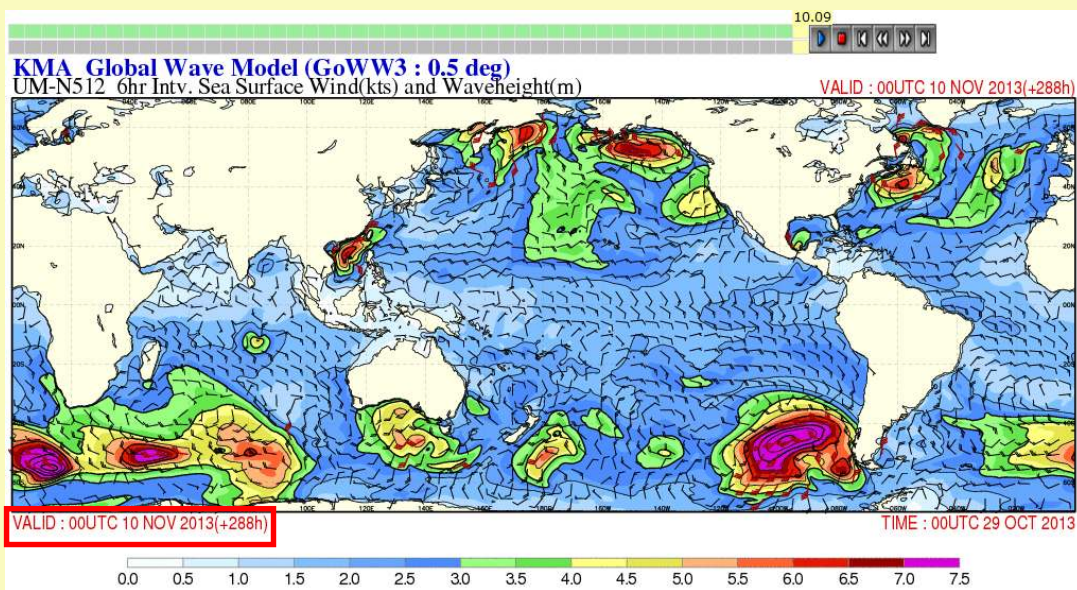 10.09
KMA Global Wave Model (GoWW3 : 0.5 deg)
UM-N512 6hr Intv. Sea Surface Wind(kts) and Waveheight(m)
VALID : 00UTC 10 NOV 2013(+288h)
VALID : 00UTC 10 NOV 2013(+288h)
TIME : 00UTC 29 OCT 2013
0.0 0.5 1.0 1.5 2.0 2.5 3.0 3.5 4.0 4.5 5.0 5.5 6.0 6.5 7.0 7.5